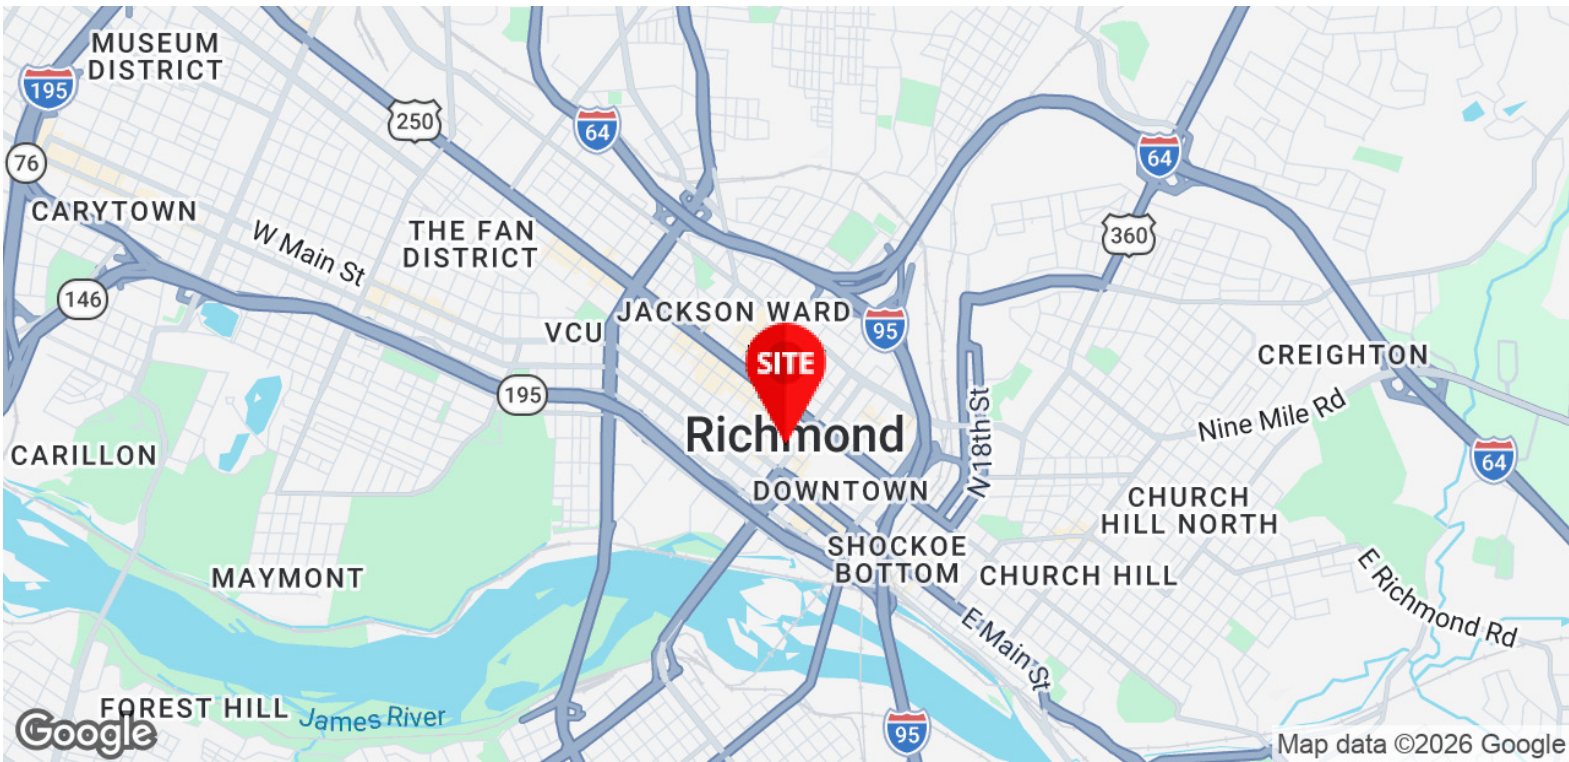 MUSEUM
DISTRICT
195
250
64
64
76
CARYTOWN
W Main St
THE FAN
DISTRICT
360
146
JACKSON WARD
VCU
95
SITE
CREIGHTON
195
N 18th St
Nine Mile Rd
Richmond
CARILLON
64
DOWNTOWN
CHURCH
HILL NORTH
SHOCKOE
BOTTOM
MAYMONT
CHURCH HILL
E Richmond Rd
E Main St
FOREST HILL
James River
Google
95
Map data ©2026 Google